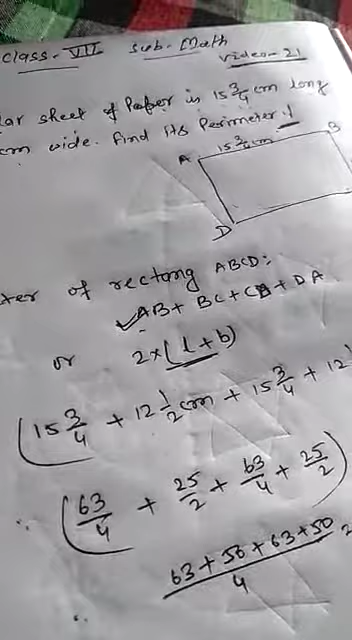 Class - VII Sub. Math
Video - 21
lar sheet of Paper is 15 3/4 cm long
cm wide. Find its Perimeter.
A 15 3/4 cm B
D
ter of rectang ABCD:
AB + BC + CD + DA
or 2×(l+b)
(15 3/4 + 12 1/2 cm + 15 3/4 + 12 1
∴ (63/4 + 25/2 + 63/4 + 25/2)
63 + 50 + 63 + 50 / 4